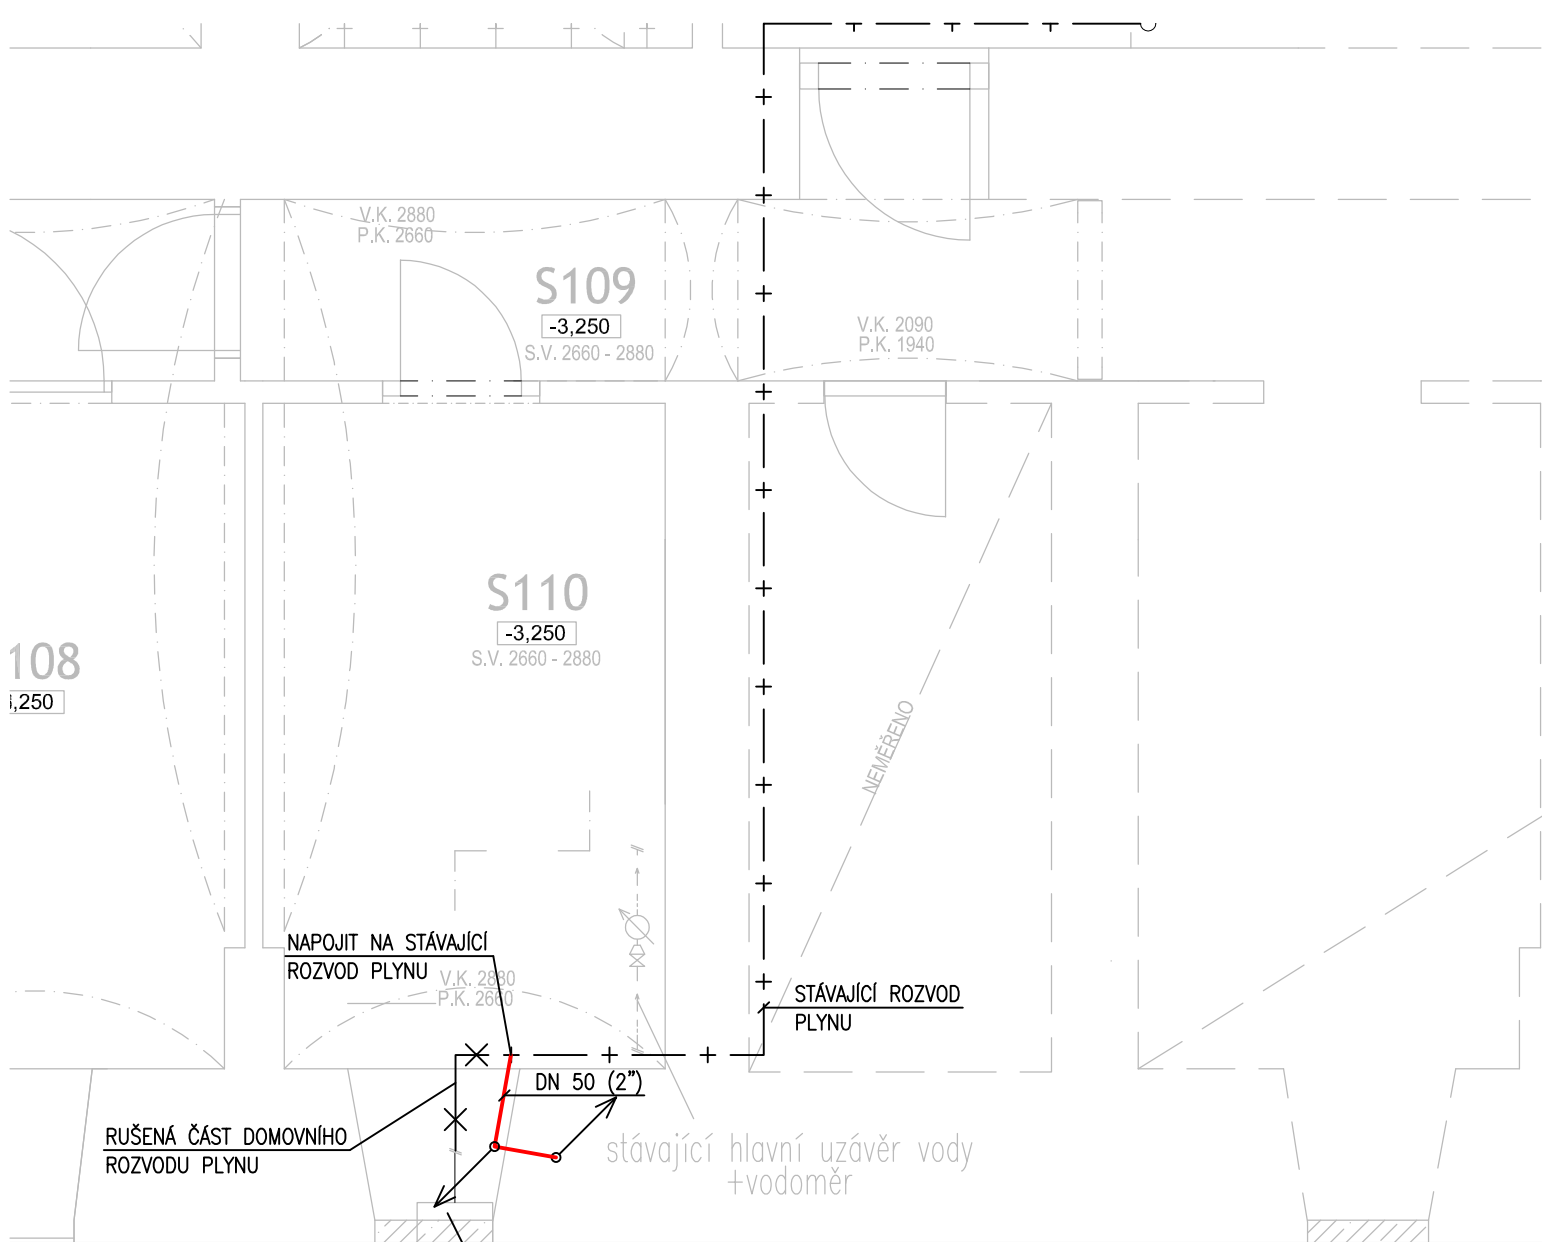 V.K. 2880
P.K. 2660
S109
-3,250
S.V. 2660 - 2880
V.K. 2090
P.K. 1940
S110
-3,250
S.V. 2660 - 2880
108
,250
NEMĚŘENO
NAPOJIT NA STÁVAJÍCÍ
ROZVOD PLYNU
V.K. 2880
P.K. 2660
STÁVAJÍCÍ ROZVOD
PLYNU
DN 50 (2")
RUŠENÁ ČÁST DOMOVNÍHO
ROZVODU PLYNU
stávající hlavní uzávěr vody
+vodoměr